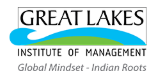 GREAT LAKES
INSTITUTE OF MANAGEMENT
Global Mindset - Indian Roots